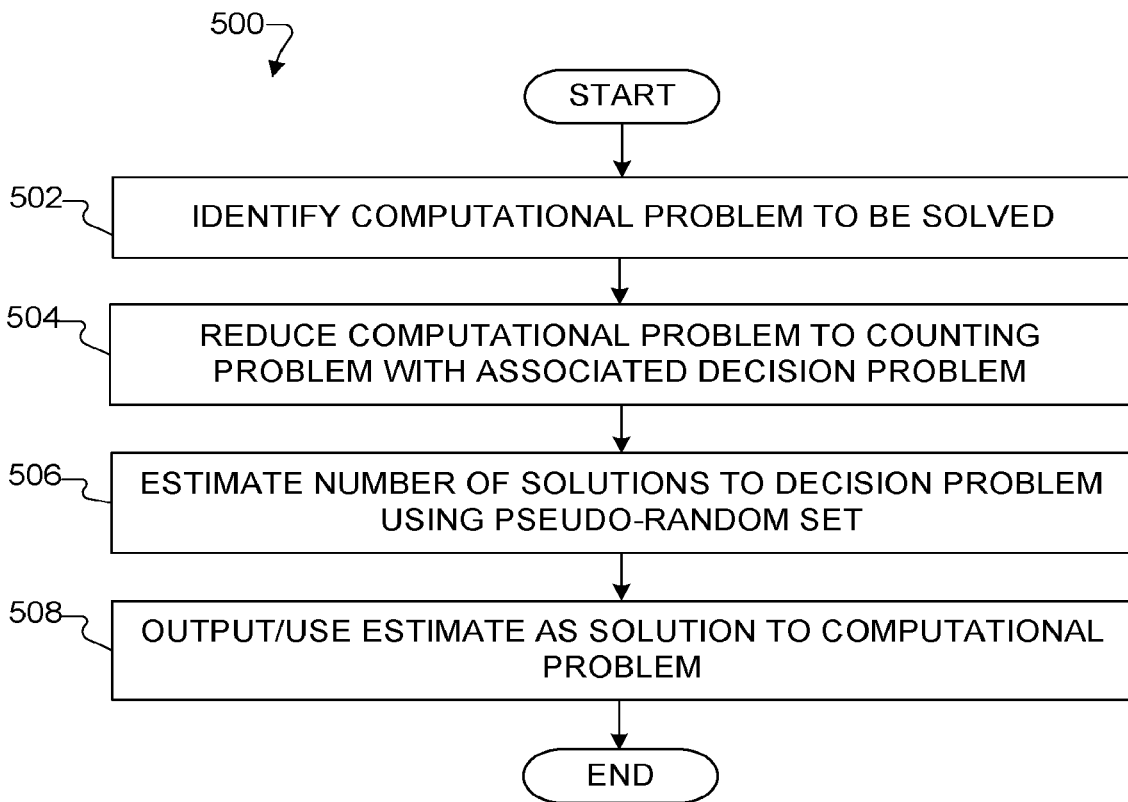 500
START
502
IDENTIFY COMPUTATIONAL PROBLEM TO BE SOLVED
504
REDUCE COMPUTATIONAL PROBLEM TO COUNTING
PROBLEM WITH ASSOCIATED DECISION PROBLEM
506
ESTIMATE NUMBER OF SOLUTIONS TO DECISION PROBLEM
USING PSEUDO-RANDOM SET
508
OUTPUT/USE ESTIMATE AS SOLUTION TO COMPUTATIONAL
PROBLEM
END